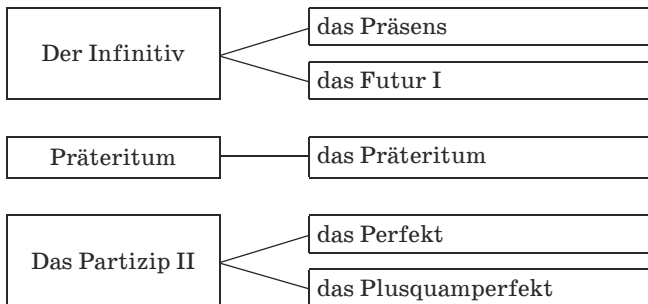 Der Infinitiv
das Präsens
das Futur I
Präteritum
das Präteritum
Das Partizip II
das Perfekt
das Plusquamperfekt